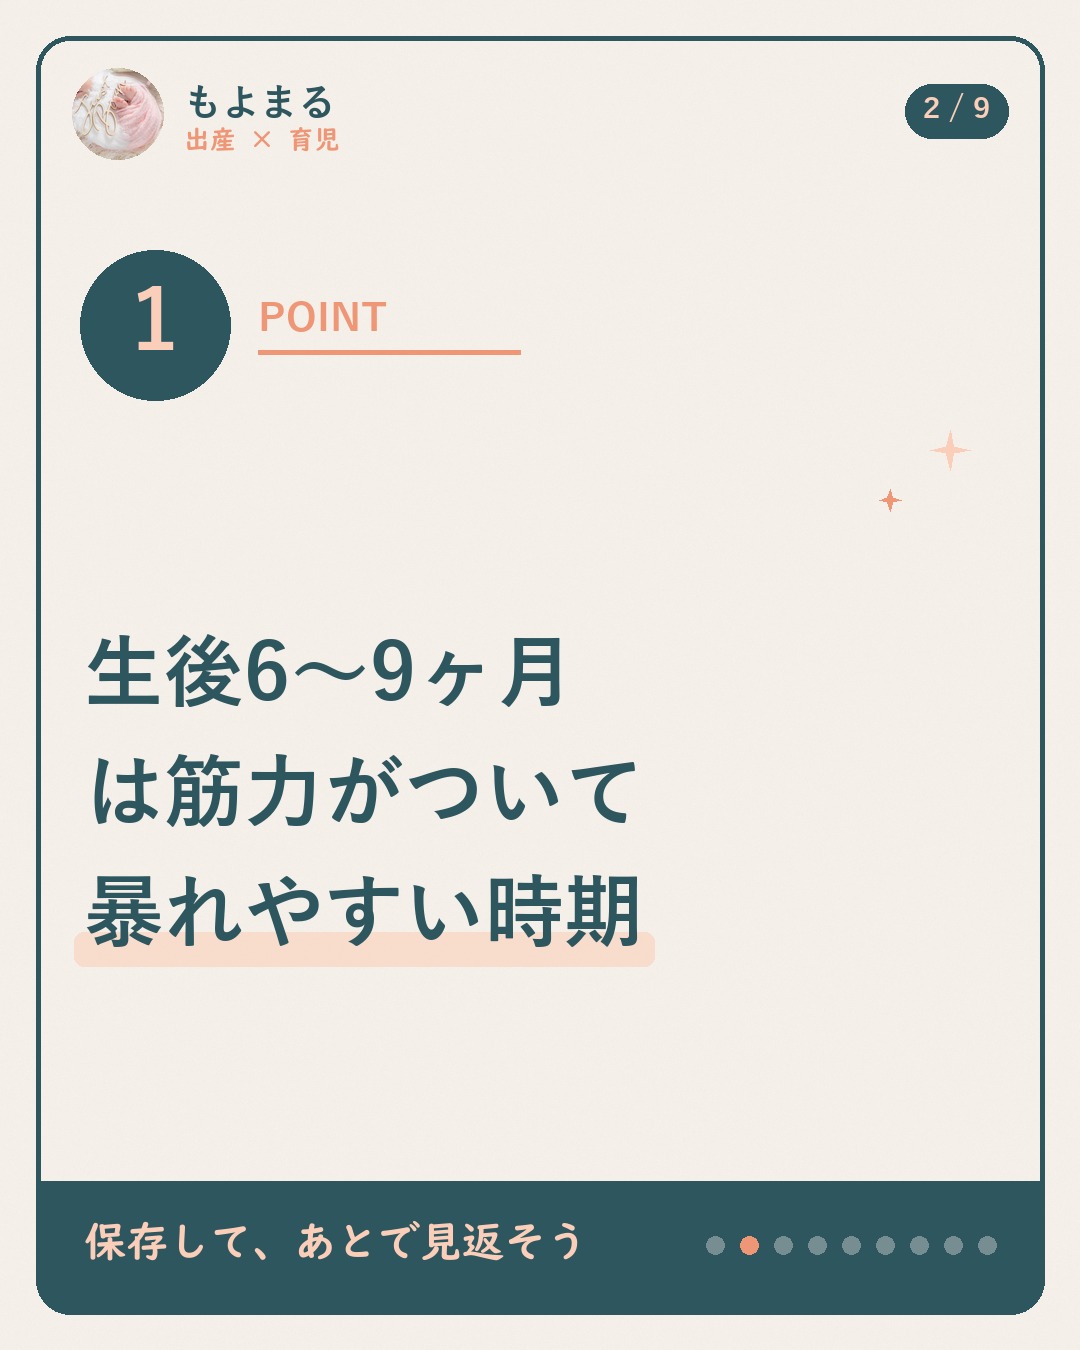 もよまる
出産 × 育児
2 / 9
1
POINT
生後6〜9ヶ月
は筋力がついて
暴れやすい時期
保存して、あとで見返そう